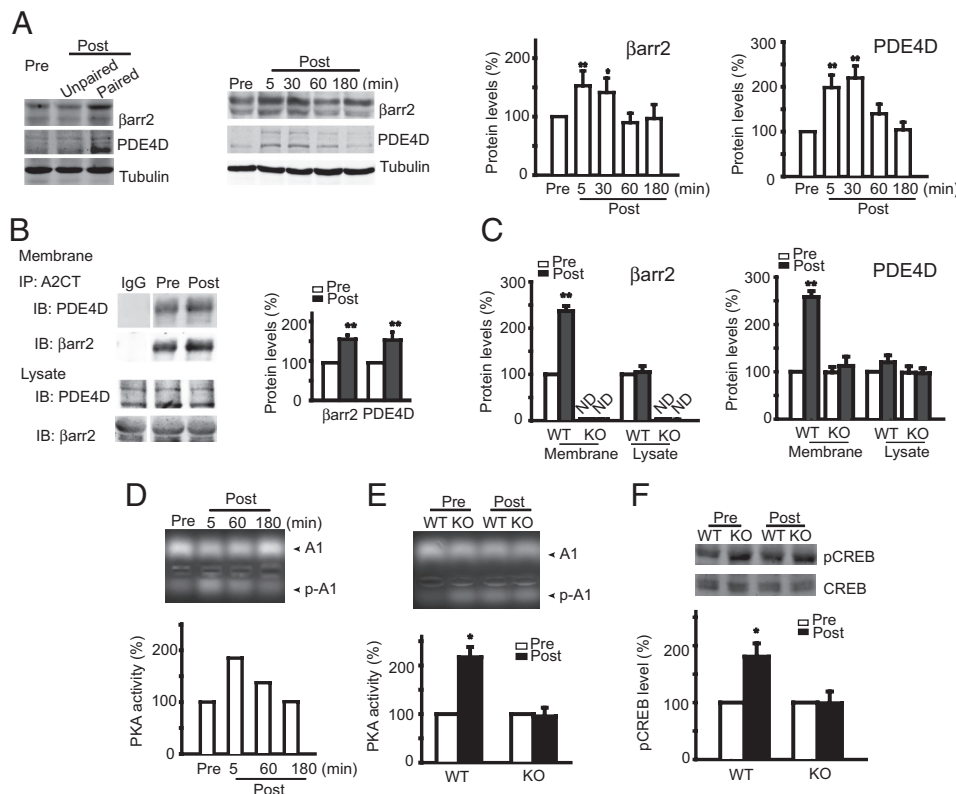 A
Post
Pre
Unpaired
Paired
βarr2
PDE4D
Tubulin
Post
Pre 5 30 60 180 (min)
βarr2
PDE4D
Tubulin
βarr2
Protein levels (%)
200
100
0
** *
Pre 5 30 60 180 (min)
Post
PDE4D
Protein levels (%)
300
200
100
0
** **
Pre 5 30 60 180 (min)
Post
B
Membrane
IP: A2CT IgG Pre Post
IB: PDE4D
IB: βarr2
Lysate
IB: PDE4D
IB: βarr2
Pre
Post
Protein levels (%)
200
100
0
** **
βarr2 PDE4D
C
Pre
Post
βarr2
Protein levels (%)
300
200
100
0
**
ND ND ND ND
WT KO WT KO
Membrane Lysate
Pre
Post
PDE4D
Protein levels (%)
300
200
100
0
**
WT KO WT KO
Membrane Lysate
D
Post
Pre 5 60 180 (min)
A1
p-A1
PKA activity (%)
200
100
0
Pre 5 60 180 (min)
Post
E
Pre Post
WT KO WT KO
A1
p-A1
PKA activity (%)
200
100
0
*
Pre
Post
WT KO
F
Pre Post
WT KO WT KO
pCREB
CREB
pCREB level (%)
200
100
0
*
Pre
Post
WT KO